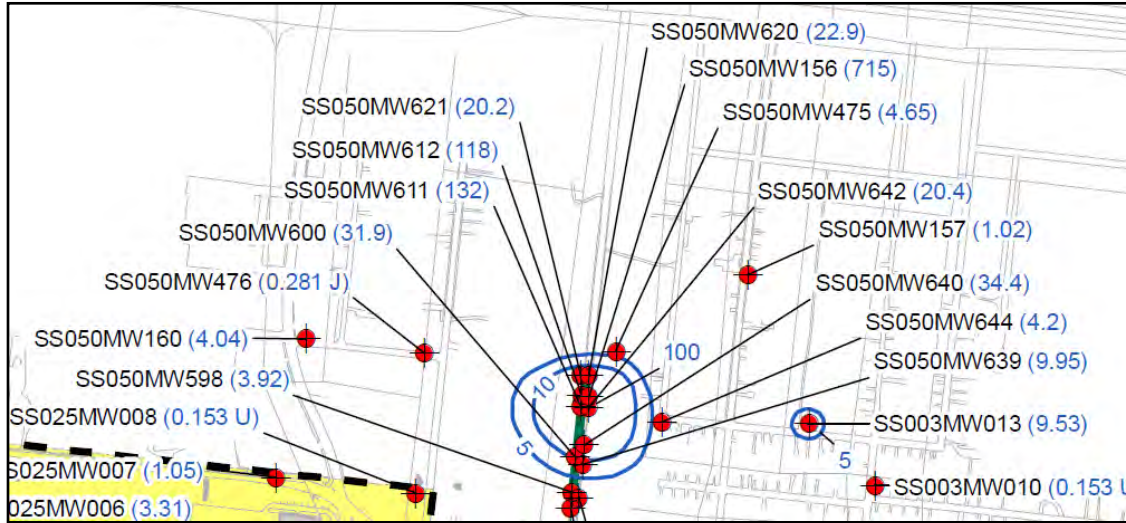 SS050MW620 (22.9)
SS050MW156 (715)
SS050MW621 (20.2)
SS050MW475 (4.65)
SS050MW612 (118)
SS050MW611 (132)
SS050MW642 (20.4)
SS050MW600 (31.9)
SS050MW157 (1.02)
SS050MW476 (0.281 J)
SS050MW640 (34.4)
SS050MW644 (4.2)
SS050MW160 (4.04)
100
SS050MW639 (9.95)
SS050MW598 (3.92)
10
SS025MW008 (0.153 U)
SS003MW013 (9.53)
5
5
S025MW007 (1.05)
SS003MW010 (0.153 U
025MW006 (3.31)